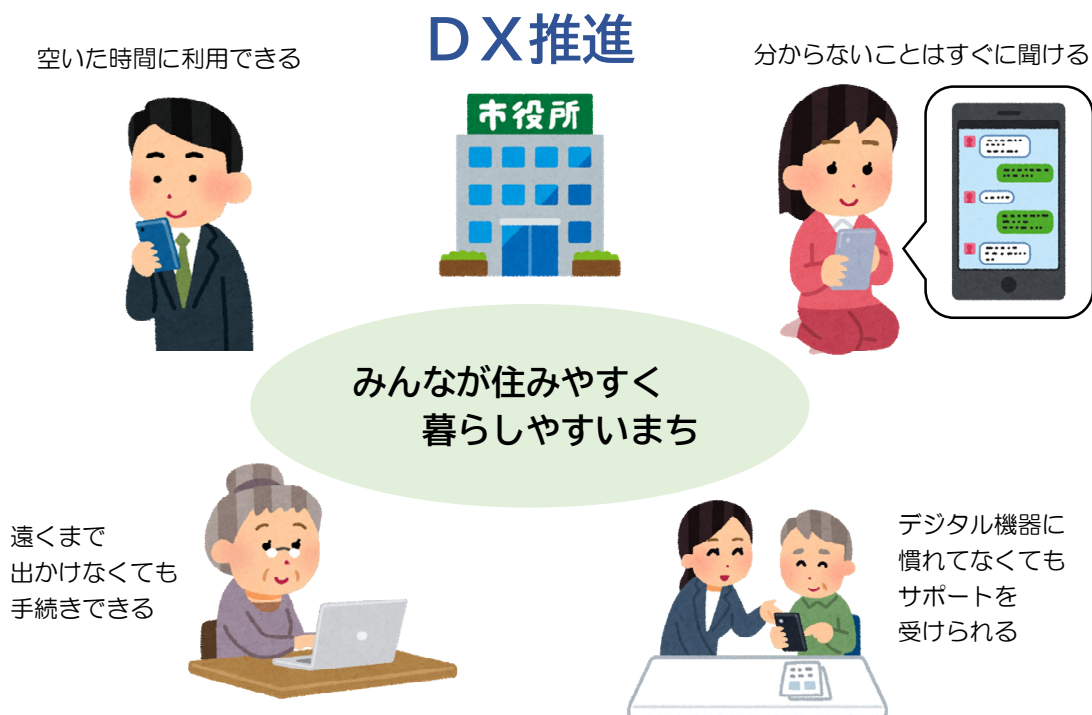 DX推進
空いた時間に利用できる
分からないことはすぐに聞ける
市役所
みんなが住みやすく
暮らしやすいまち
遠くまで
出かけなくても
手続きできる
デジタル機器に
慣れてなくても
サポートを
受けられる